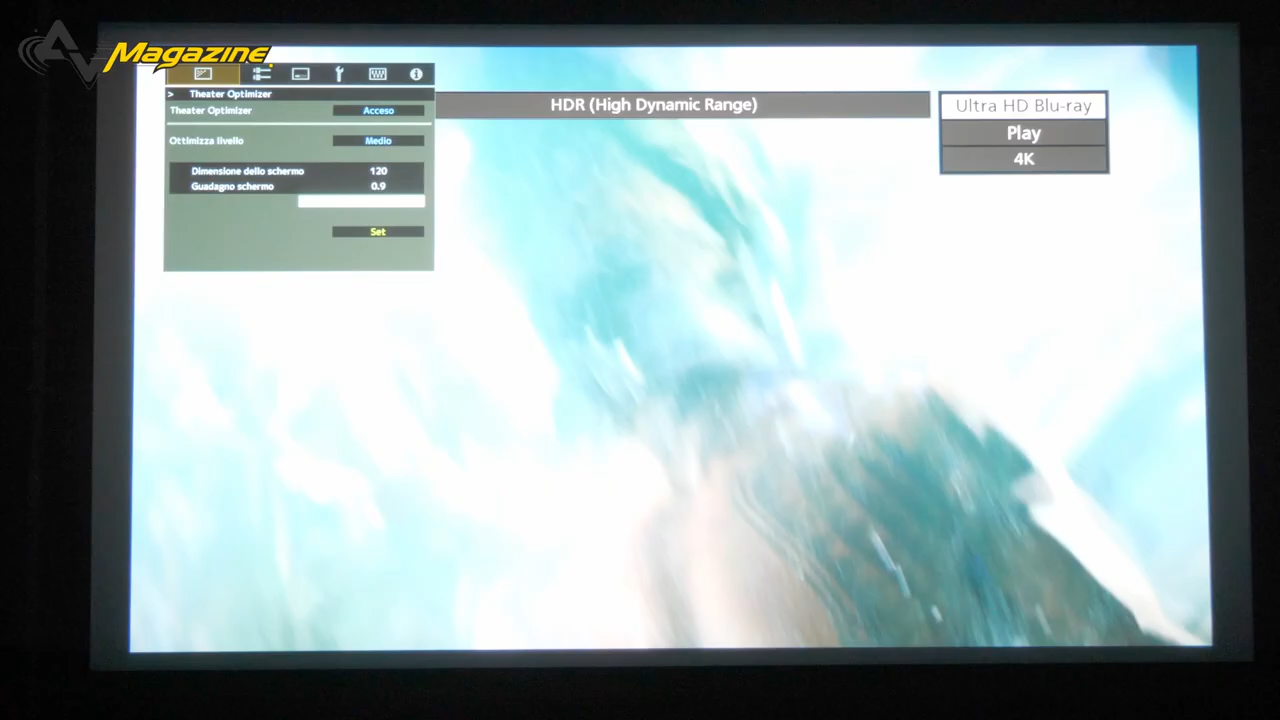 AV Magazine
> Theater Optimizer
Theater Optimizer Acceso
Ottimizza livello Medio
Dimensione dello schermo 120
Guadagno schermo 0.9
Set
HDR (High Dynamic Range)
Ultra HD Blu-ray
Play
4K